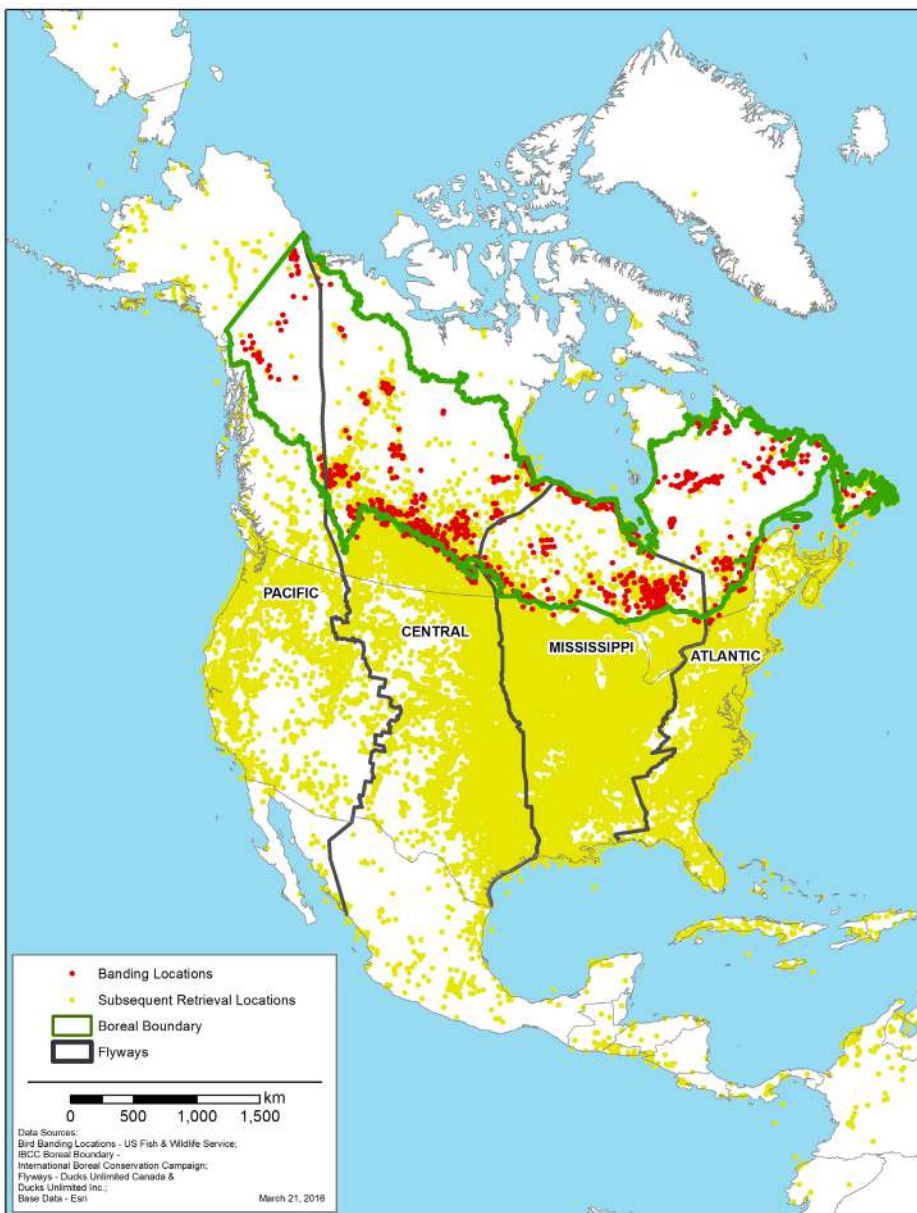 PACIFIC
CENTRAL
MISSISSIPPI
ATLANTIC
Banding Locations
Subsequent Retrieval Locations
Boreal Boundary
Flyways
km
0 500 1,000 1,500
Data Sources:
Bird Banding Locations - US Fish & Wildlife Service;
IBCC Boreal Boundary -
International Boreal Conservation Campaign;
Flyways - Ducks Unlimited Canada &
Ducks Unlimited Inc.;
Base Data - Esri March 21, 2016